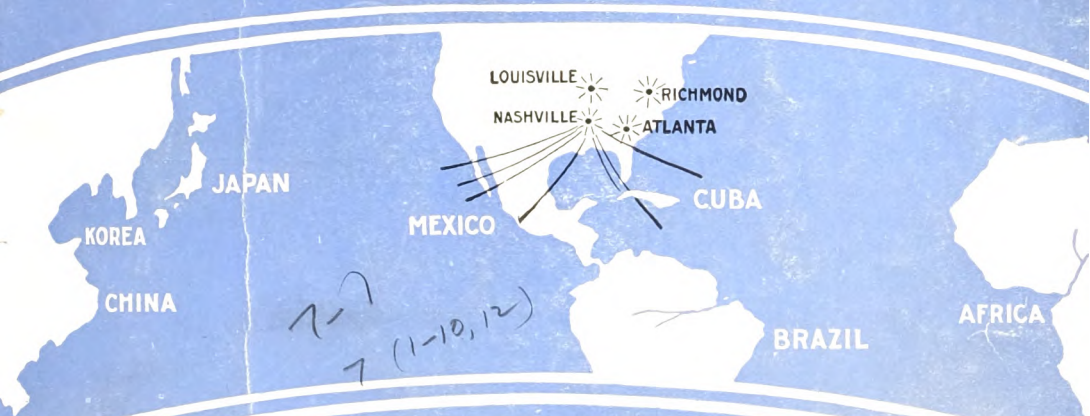 LOUISVILLE
RICHMOND
NASHVILLE
ATLANTA
JAPAN
CUBA
MEXICO
KOREA
CHINA
AFRICA
BRAZIL
7 (1-10, 12)